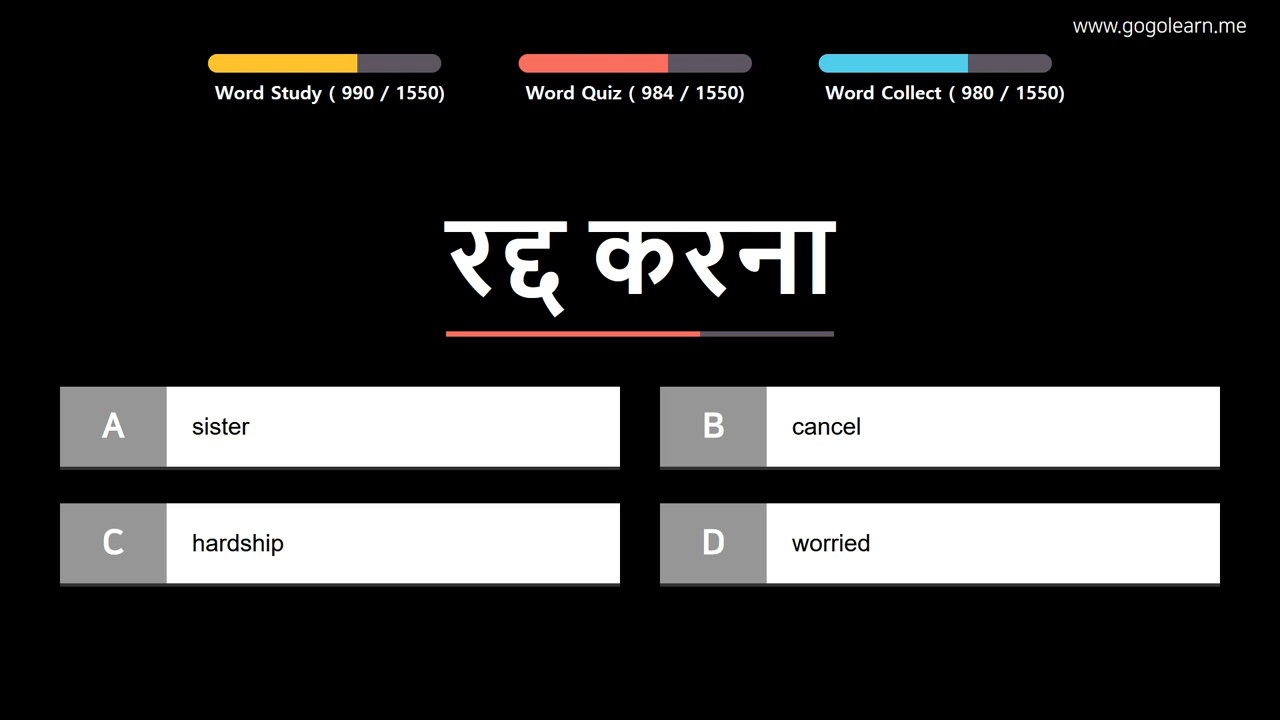 www.gogolearn.me
Word Study ( 990 / 1550)
Word Quiz ( 984 / 1550)
Word Collect ( 980 / 1550)
रद्द करना
A sister
B cancel
C hardship
D worried